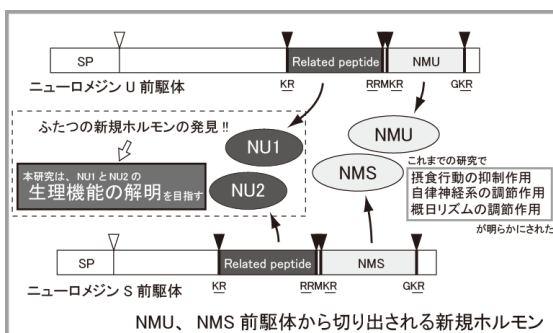 SP
Related peptide
NMU
ニューロメジン U 前駆体
KR
RRMKR
GKR
ふたつの新規ホルモンの発見 !!
NU1
NMU
本研究は、NU1 と NU2 の
生理機能の解明を目指す
NU2
NMS
これまでの研究で
摂食行動の抑制作用
自律神経系の調節作用
概日リズムの調節作用
が明らかにされた
SP
Related peptide
NMS
ニューロメジン S 前駆体
KR
RRMKR
GKR
NMU、 NMS 前駆体から切り出される新規ホルモン